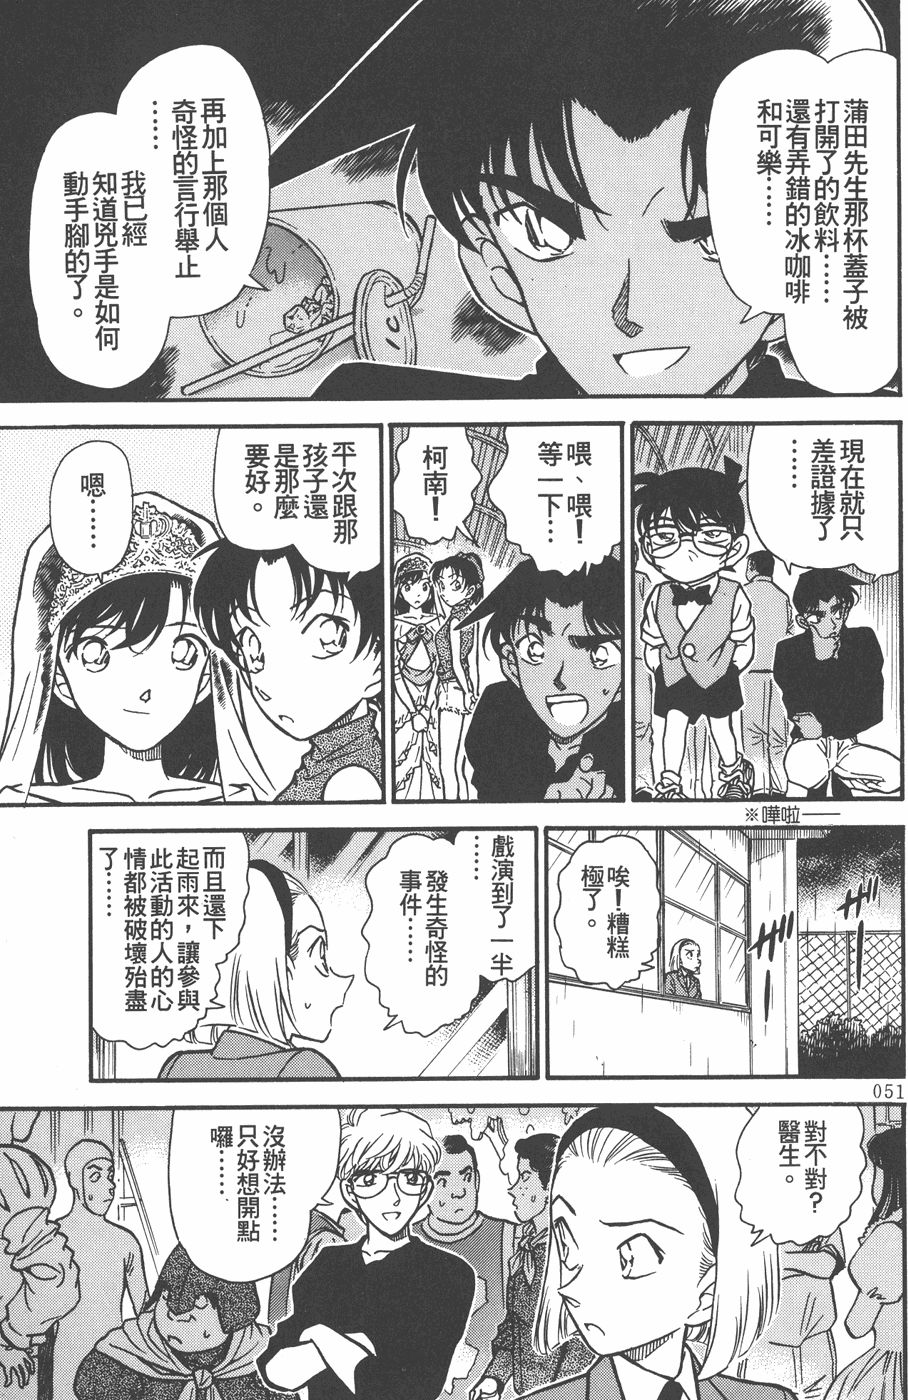 蒲田先生那杯蓋子被
打開了的飲料……
還有弄錯的冰咖啡
和可樂……
再加上那個人
奇怪的言行舉止
……
我已經
知道兇手是如何
動手腳的了。
現在就只
差證據了
……
喂、喂！
等一下…
柯南！
平次跟那
孩子還
是那麼
要好。
嗯……
※嘩啦——
唉！糟糕
極了。
戲演到了一半
……
發生奇怪的
事件……
而且還下
起雨來，讓參與
此活動的人的心
情都被破壞殆盡
了……
051
對不對？
醫生。
沒辦法……
只好想開點
囉……